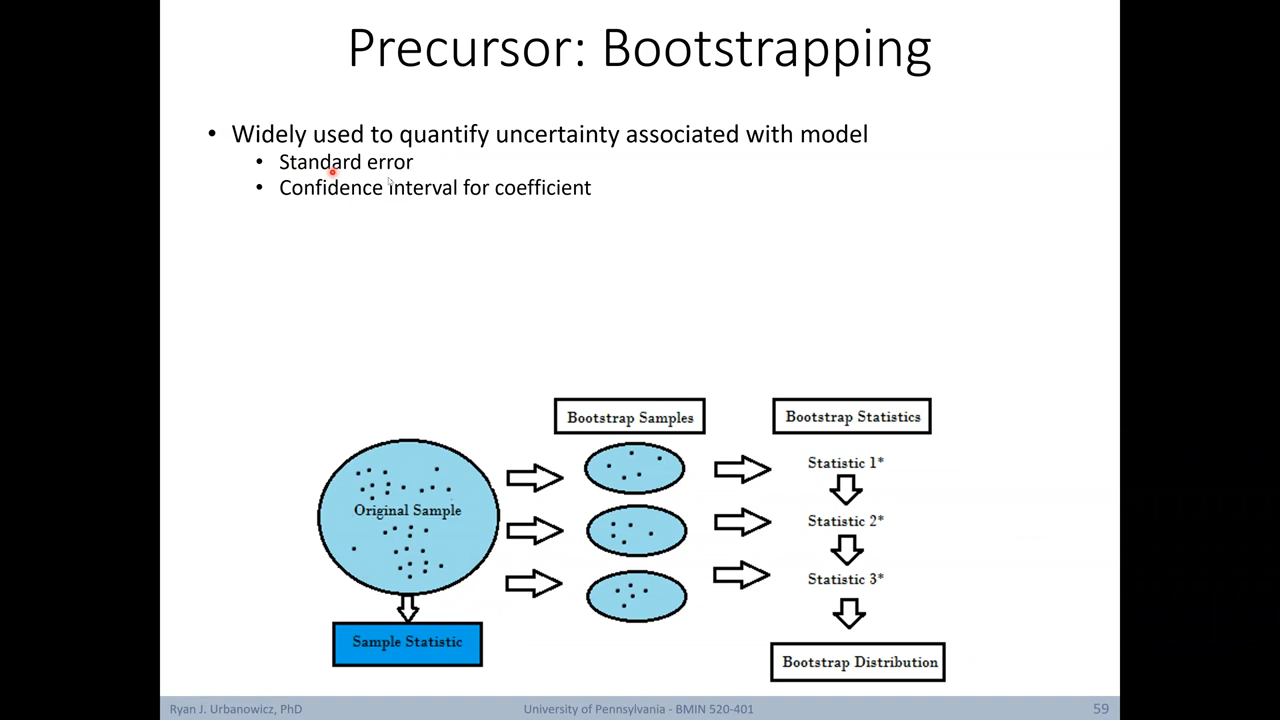 Precursor: Bootstrapping
• Widely used to quantify uncertainty associated with model
• Standard error
• Confidence interval for coefficient
Bootstrap Samples
Bootstrap Statistics
Original Sample
Statistic 1*
Statistic 2*
Statistic 3*
Sample Statistic
Bootstrap Distribution
Ryan J. Urbanowicz, PhD
University of Pennsylvania - BMIN 520-401
59